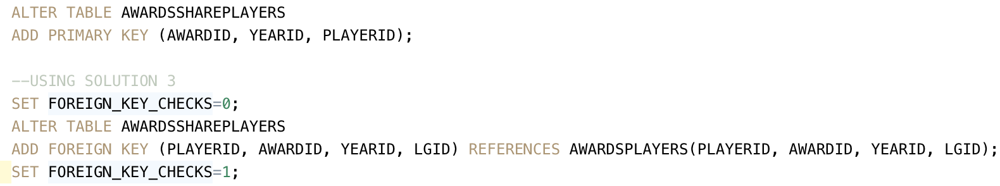 ALTER TABLE AWARDSSHAREPLAYERS
ADD PRIMARY KEY (AWARDID, YEARID, PLAYERID);
--USING SOLUTION 3
SET FOREIGN_KEY_CHECKS=0;
ALTER TABLE AWARDSSHAREPLAYERS
ADD FOREIGN KEY (PLAYERID, AWARDID, YEARID, LGID) REFERENCES AWARDSPLAYERS(PLAYERID, AWARDID, YEARID, LGID);
SET FOREIGN_KEY_CHECKS=1;